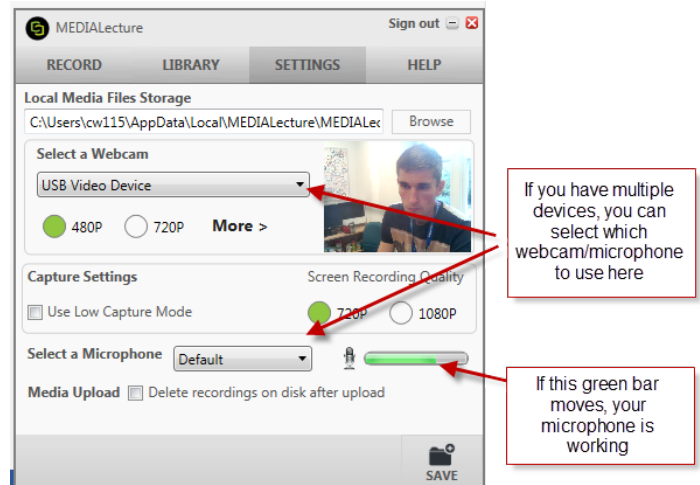 MEDIALecture
Sign out
RECORD LIBRARY SETTINGS HELP
Local Media Files Storage
C:\Users\cw115\AppData\Local\MEDIALecture\MEDIALec Browse
Select a Webcam
USB Video Device
480P 720P More >
Capture Settings Screen Recording Quality
Use Low Capture Mode 720P 1080P
Select a Microphone Default
Media Upload Delete recordings on disk after upload
SAVE
If you have multiple
devices, you can
select which
webcam/microphone
to use here
If this green bar
moves, your
microphone is
working